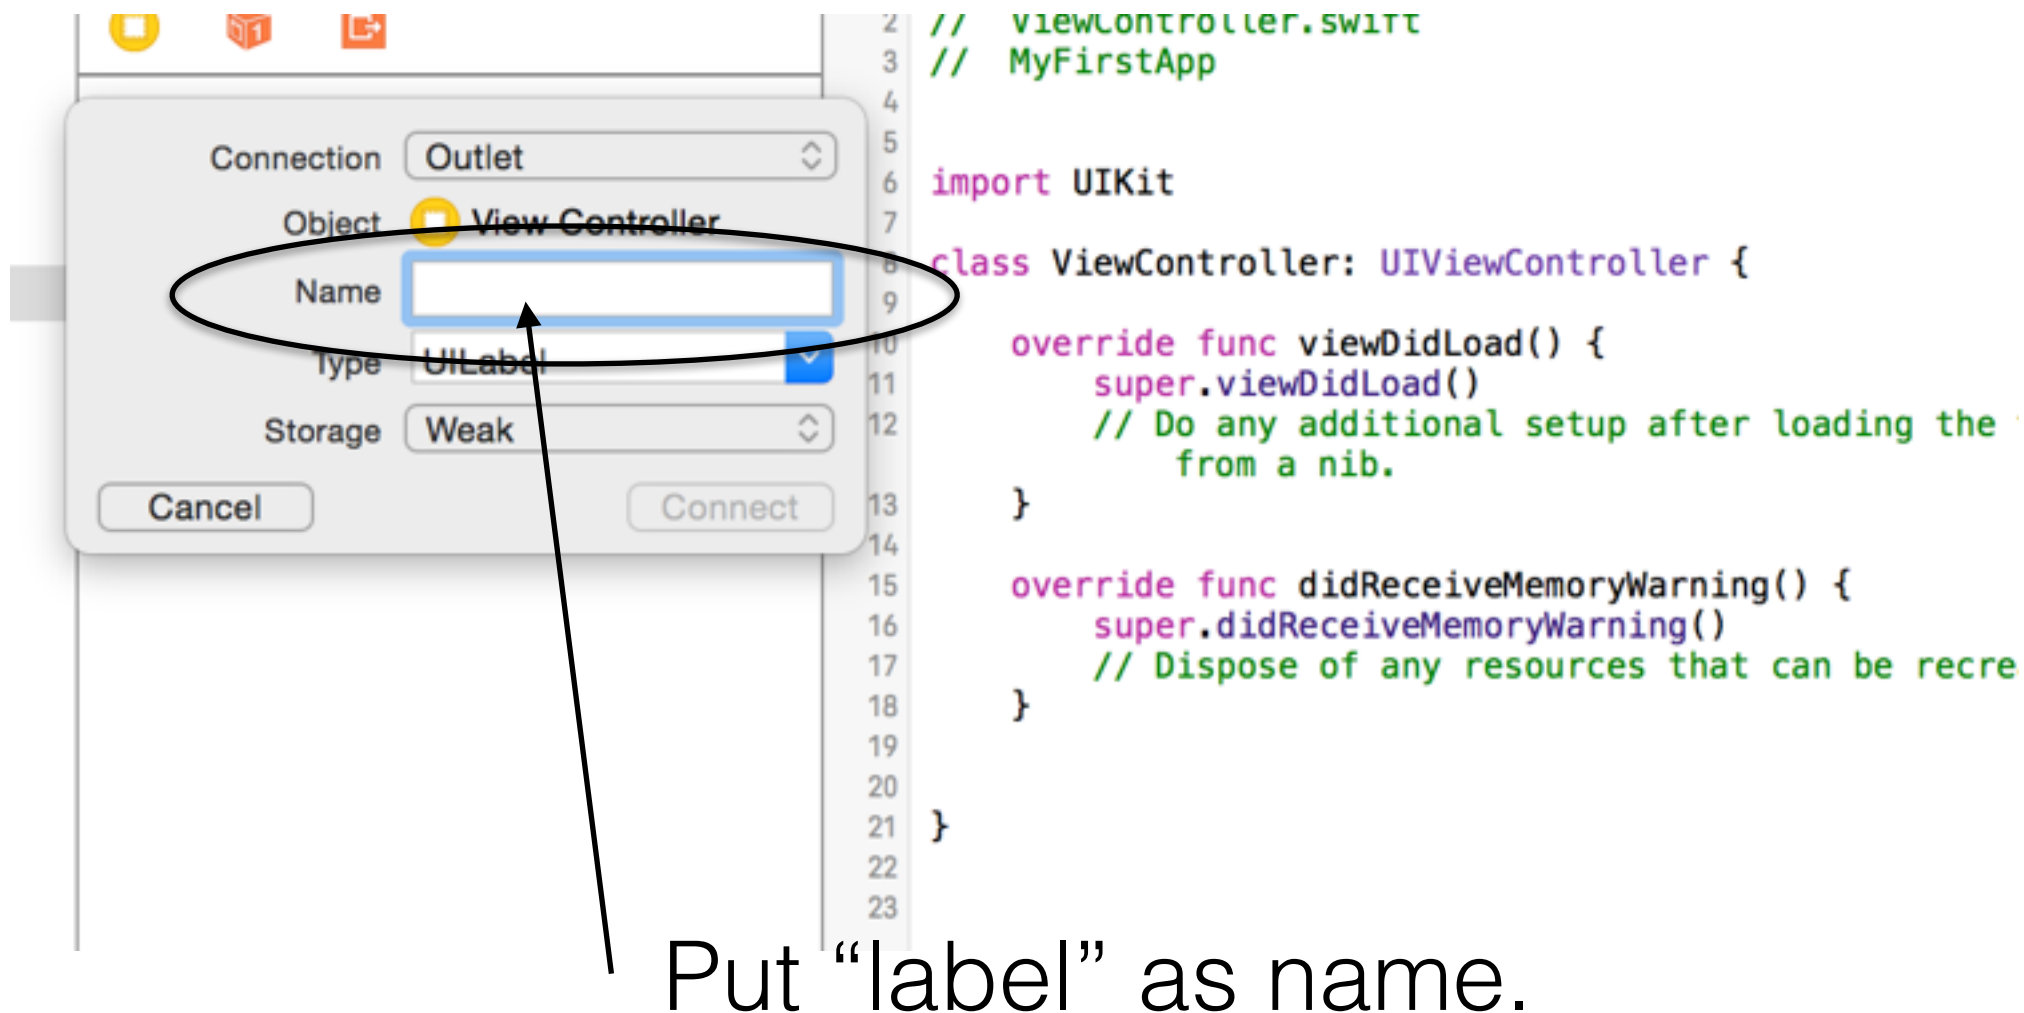 Connection Outlet
Object View Controller
Name
Type UILabel
Storage Weak
Cancel Connect
2 // ViewController.swift
3 // MyFirstApp
4
5
6 import UIKit
7
8 class ViewController: UIViewController {
9
10 override func viewDidLoad() {
11 super.viewDidLoad()
12 // Do any additional setup after loading the
from a nib.
13 }
14
15 override func didReceiveMemoryWarning() {
16 super.didReceiveMemoryWarning()
17 // Dispose of any resources that can be recre
18 }
19
20
21 }
22
23
Put “label” as name.